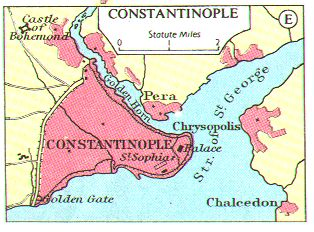 CONSTANTINOPLE
Statute Miles
0 2
E
Castle
of
Bohemond
Golden Horn
Pera
Str. of St George
Chrysopolis
CONSTANTINOPLE
St Sophia
Palace
Golden Gate
Chalcedon